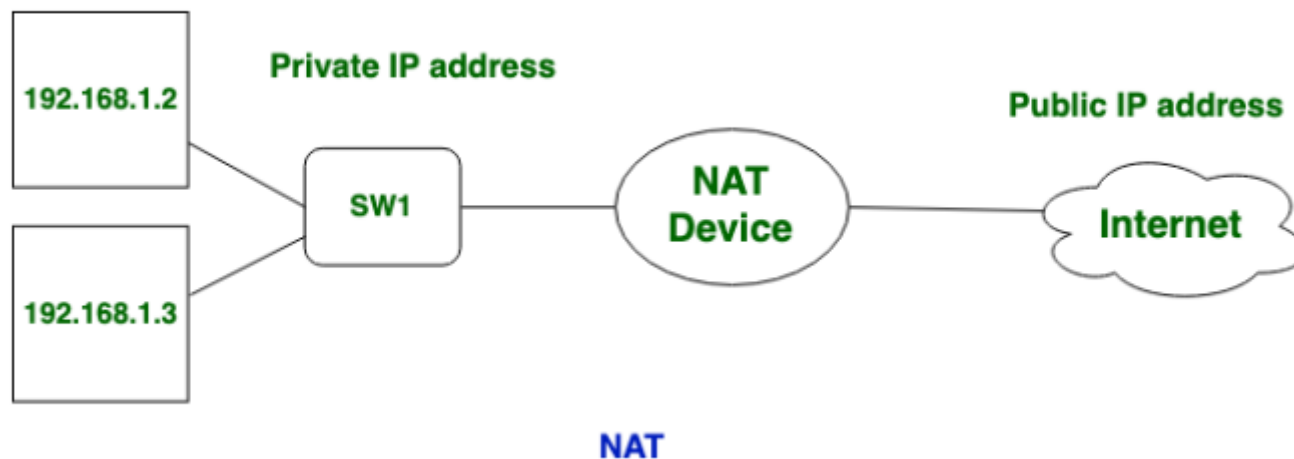 192.168.1.2
Private IP address
Public IP address
SW1
NAT
Device
Internet
192.168.1.3
NAT